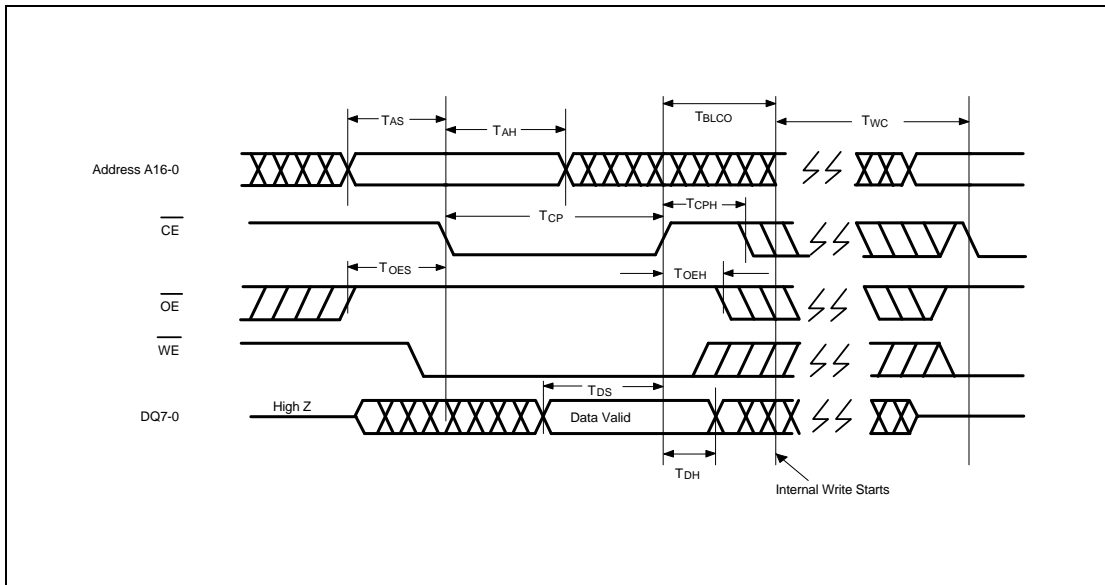 TAS
TAH
TBLCO
TWC
Address A16-0
TCP
TCPH
CE
TOES
TOEH
OE
WE
TDS
High Z
DQ7-0
Data Valid
TDH
Internal Write Starts